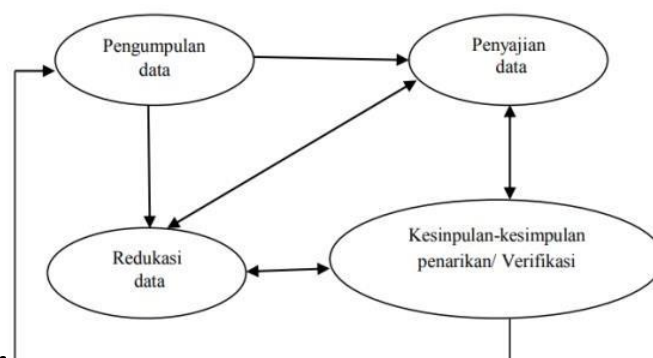 Pengumpulan
data
Penyajian
data
Redukasi
data
Kesinpulan-kesimpulan
penarikan/ Verifikasi